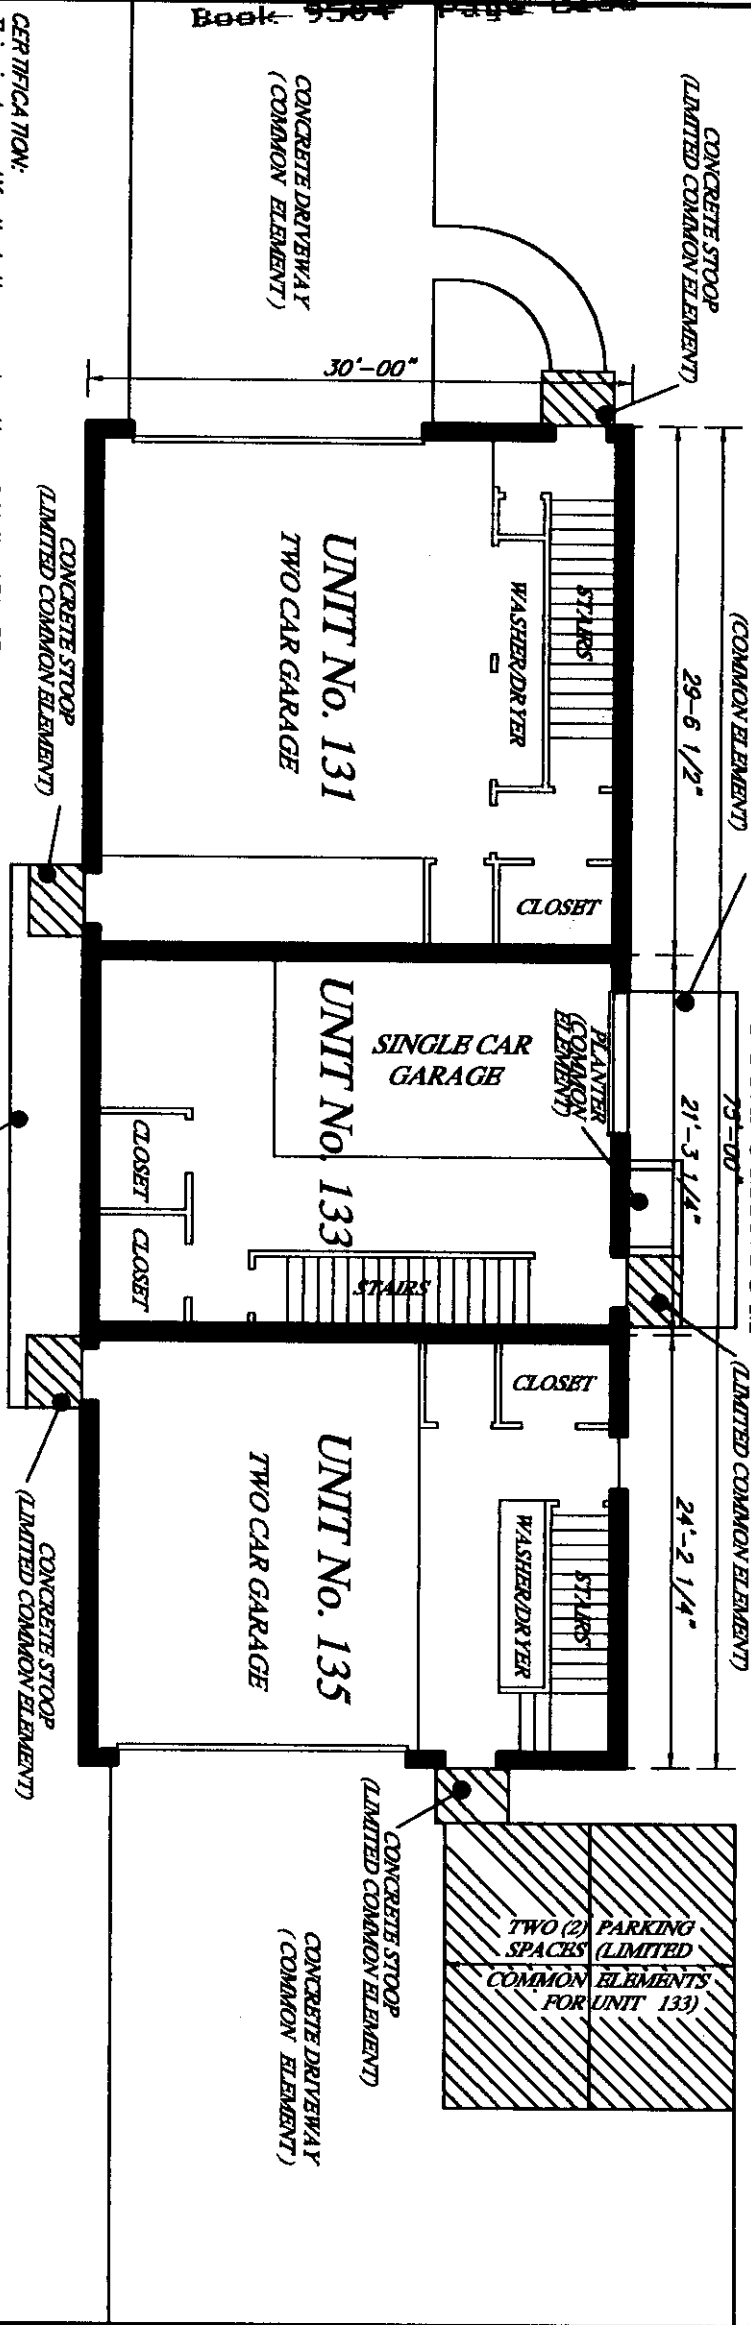 Book
CERTIFICATION:
CONCRETE DRIVEWAY
(COMMON ELEMENT)
CONCRETE STOOP
(LIMITED COMMON ELEMENT)
30'-00"
(COMMON ELEMENT)
29-6 1/2"
75'-00"
21'-3 1/4"
24'-2 1/4"
(LIMITED COMMON ELEMENT)
STAIRS
WASHER/DRYER
UNIT No. 131
TWO CAR GARAGE
CLOSET
CONCRETE STOOP
(LIMITED COMMON ELEMENT)
PLANTER
(COMMON
ELEMENT)
SINGLE CAR
GARAGE
UNIT No. 133
CLOSET
CLOSET
STAIRS
CLOSET
STAIRS
WASHER/DRYER
UNIT No. 135
TWO CAR GARAGE
CONCRETE STOOP
(LIMITED COMMON ELEMENT)
CONCRETE STOOP
(LIMITED COMMON ELEMENT)
TWO (2) PARKING
SPACES (LIMITED
COMMON ELEMENTS
FOR UNIT 133)
CONCRETE DRIVEWAY
(COMMON ELEMENT)